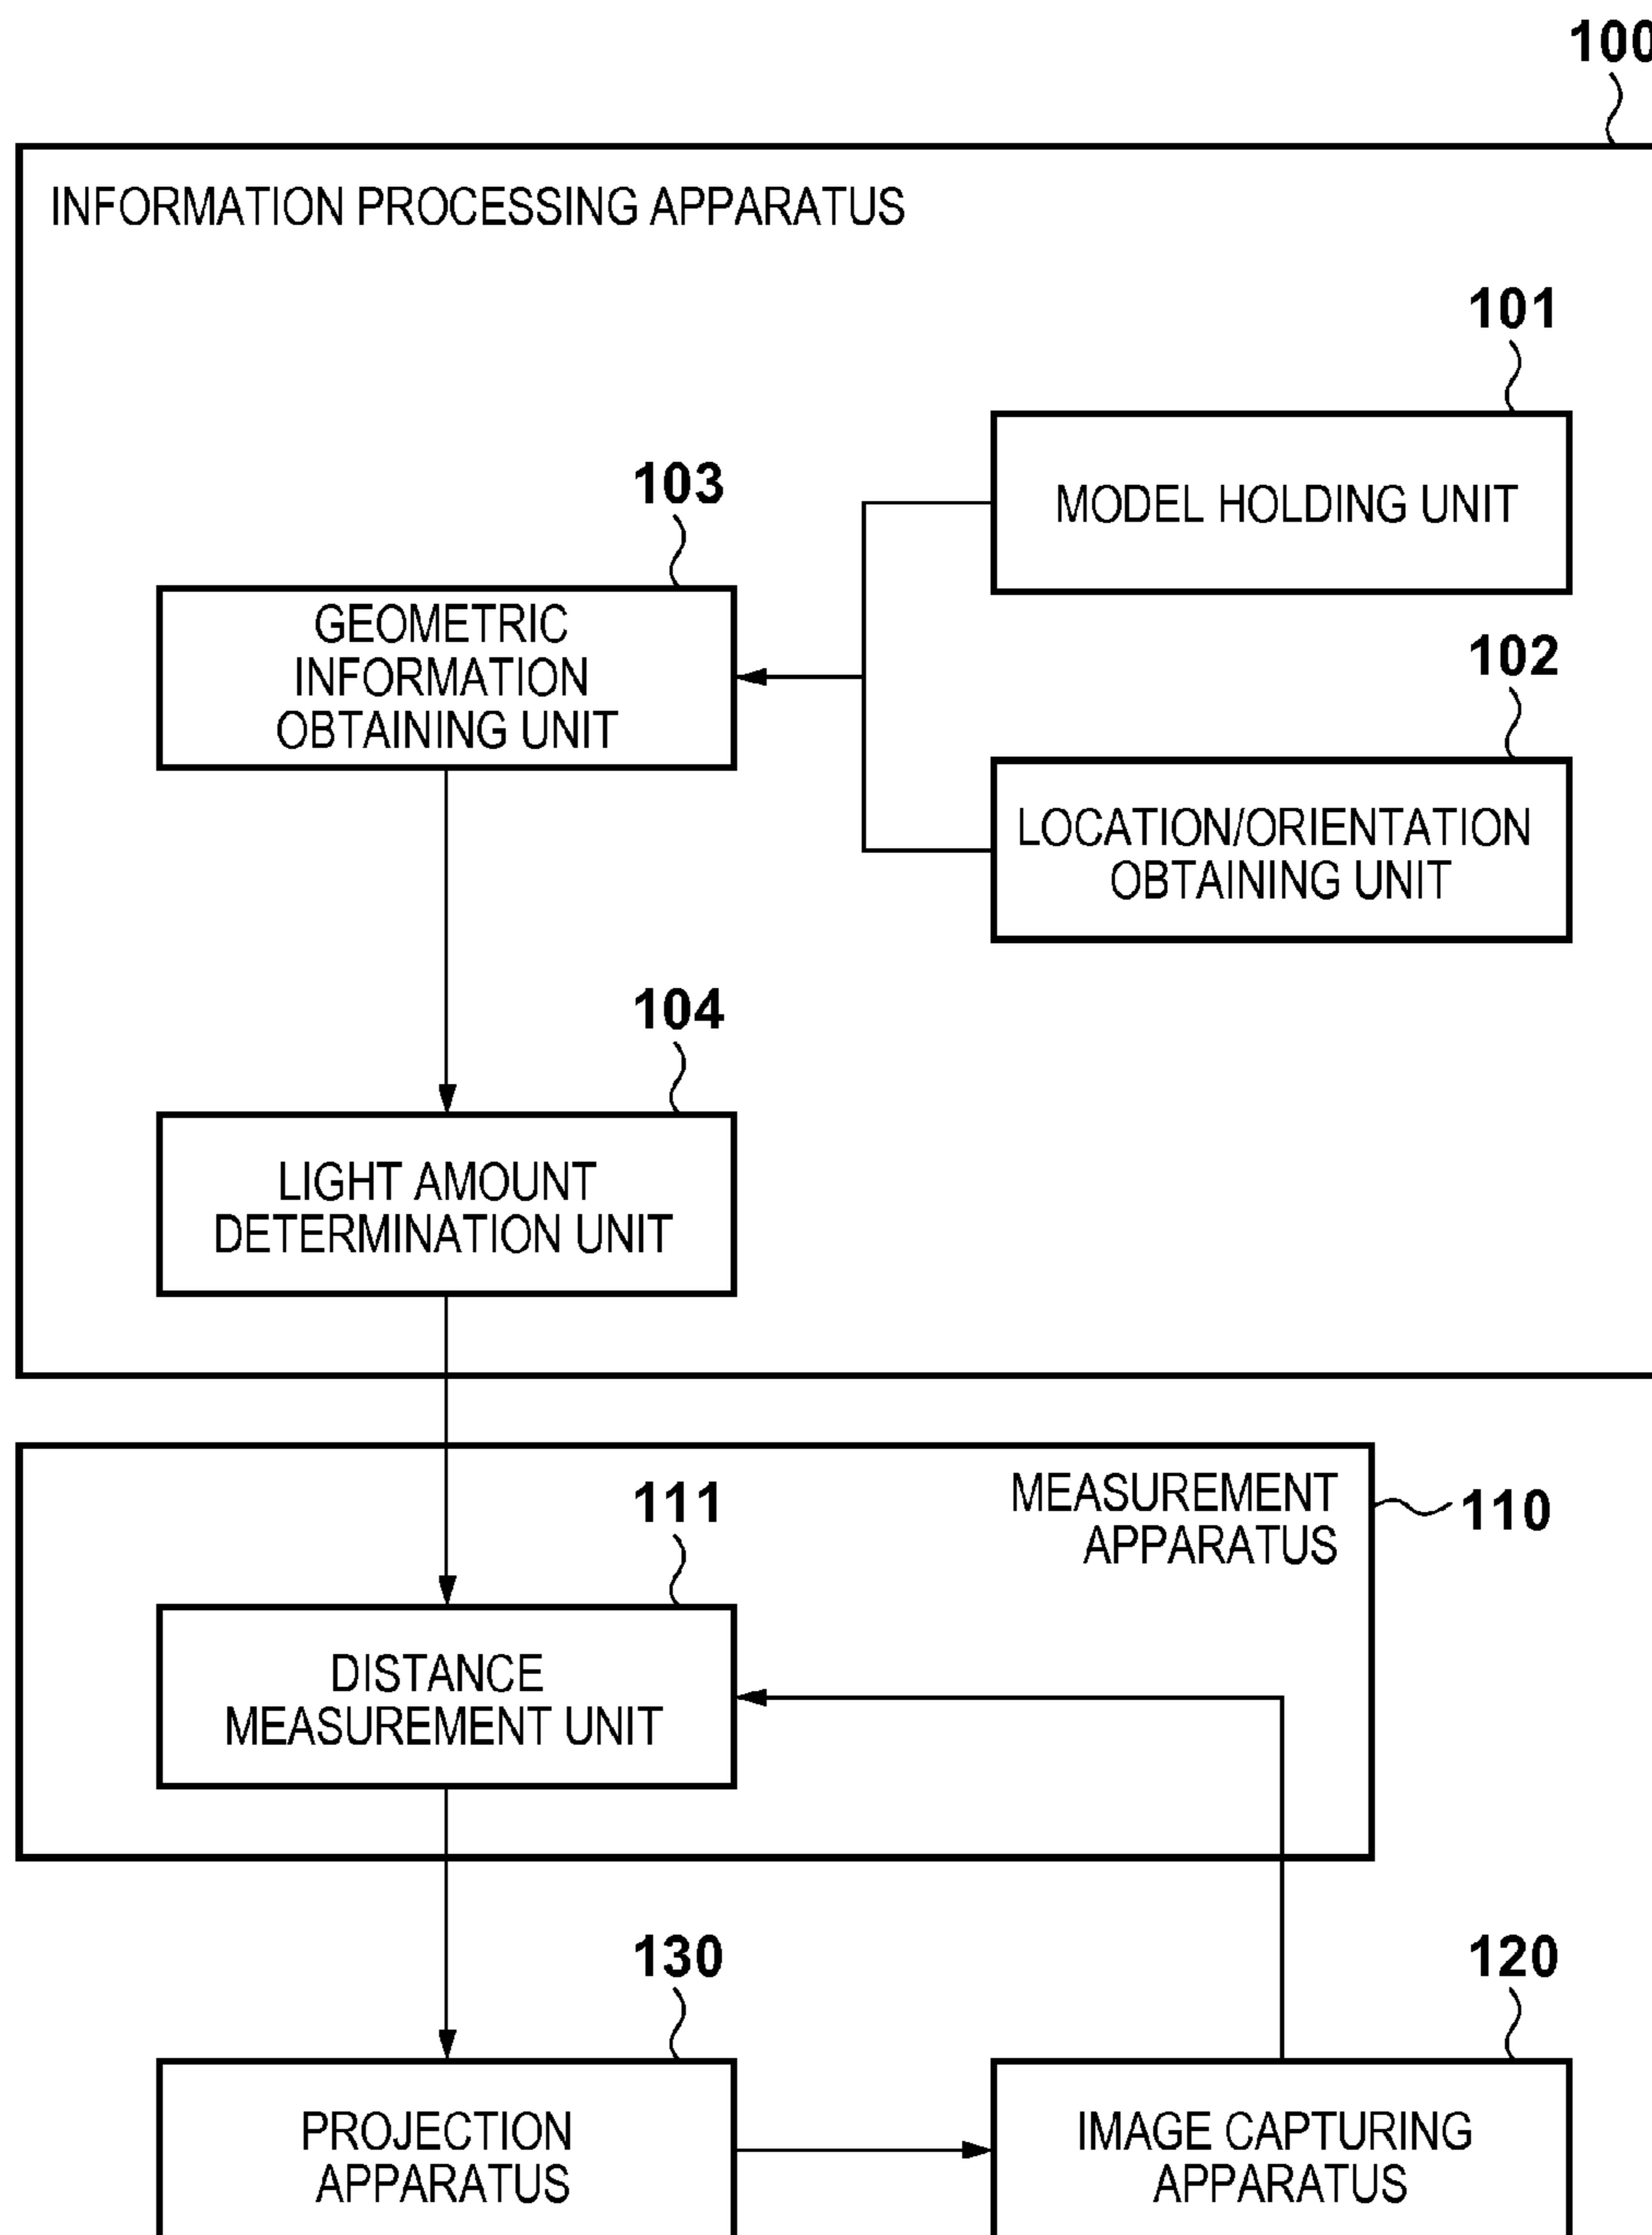 100
INFORMATION PROCESSING APPARATUS
101
MODEL HOLDING UNIT
103
GEOMETRIC
INFORMATION
OBTAINING UNIT
102
LOCATION/ORIENTATION
OBTAINING UNIT
104
LIGHT AMOUNT
DETERMINATION UNIT
MEASUREMENT
APPARATUS
110
111
DISTANCE
MEASUREMENT UNIT
130
PROJECTION
APPARATUS
120
IMAGE CAPTURING
APPARATUS